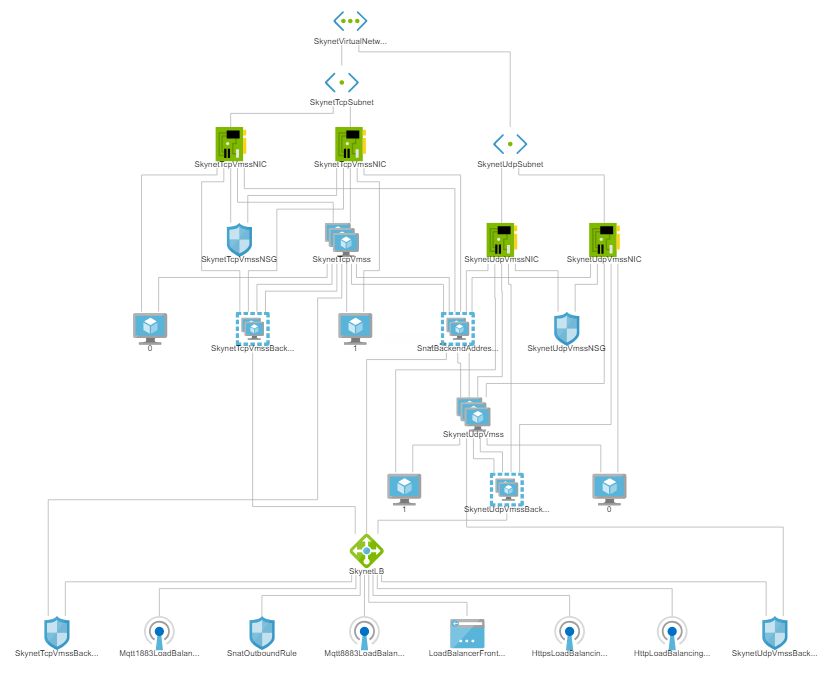 SkynetVirtualNetw...
SkynetTcpSubnet
SkynetTcpVmssNIC
SkynetTcpVmssNIC
SkynetUdpSubnet
SkynetTcpVmssNSG
SkynetTcpVmss
SkynetUdpVmssNIC
SkynetUdpVmssNIC
0
SkynetTcpVmssBack...
1
SnatBackendAddres...
SkynetUdpVmssNSG
SkynetUdpVmss
1
SkynetUdpVmssBack...
0
SkynetLB
SkynetTcpVmssBack...
Mqtt1883LoadBalan...
SnatOutboundRule
Mqtt8883LoadBalan...
LoadBalancerFront...
HttpsLoadBalancin...
HttpLoadBalancing...
SkynetUdpVmssBack...